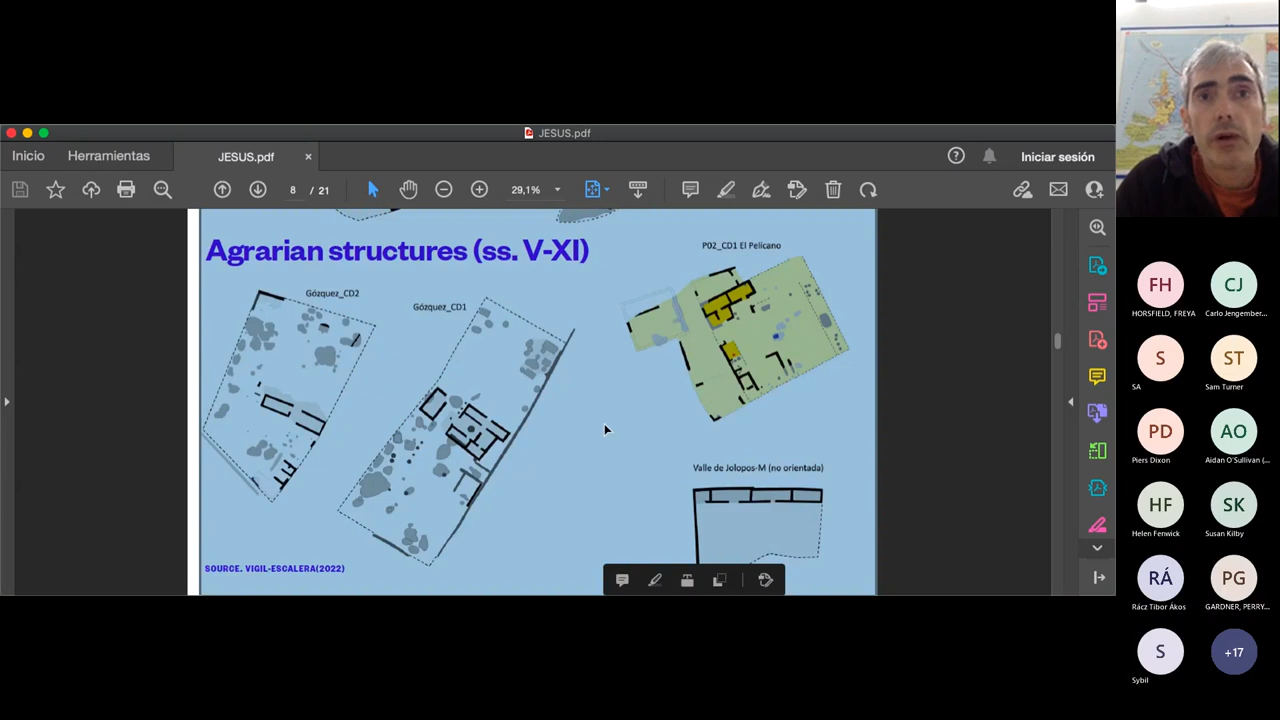 JESUS.pdf
Inicio
Herramientas
JESUS.pdf
×
Iniciar sesión
8 / 21
29,1%
Agrarian structures (ss. V-XI)
P02_CD1 El Pelícano
Gózquez_CD2
Gózquez_CD1
Valle de Jolopos-M (no orientada)
SOURCE. VIGIL-ESCALERA(2022)
FH
HORSFIELD, FREYA
CJ
Carlo Jengember...
S
SA
ST
Sam Turner
PD
Piers Dixon
AO
Aidan O'Sullivan (...
HF
Helen Fenwick
SK
Susan Kilby
RÁ
Rácz Tibor Ákos
PG
GARDNER, PERRY...
S
Sybil
+17